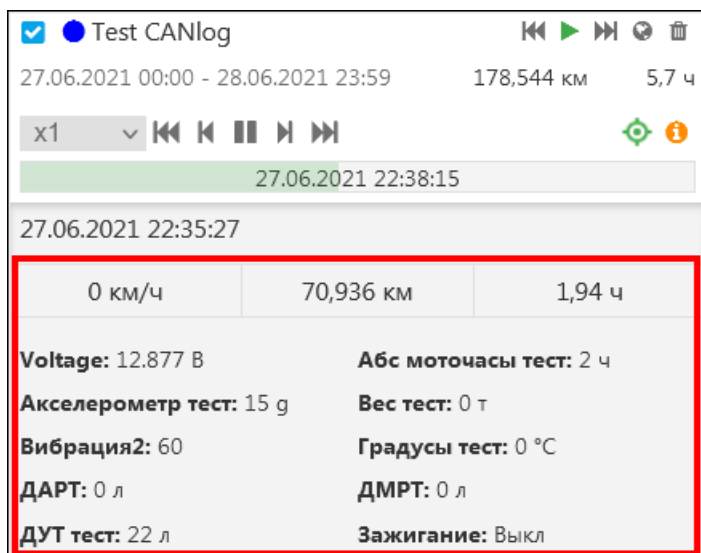 Test CANlog
27.06.2021 00:00 - 28.06.2021 23:59 178,544 км 5,7 ч
x1
27.06.2021 22:38:15
27.06.2021 22:35:27
0 км/ч 70,936 км 1,94 ч
Voltage: 12.877 В Абс моточасы тест: 2 ч
Акселерометр тест: 15 g Вес тест: 0 т
Вибрация2: 60 Градусы тест: 0 °C
ДАРТ: 0 л ДМРТ: 0 л
ДУТ тест: 22 л Зажигание: Выкл